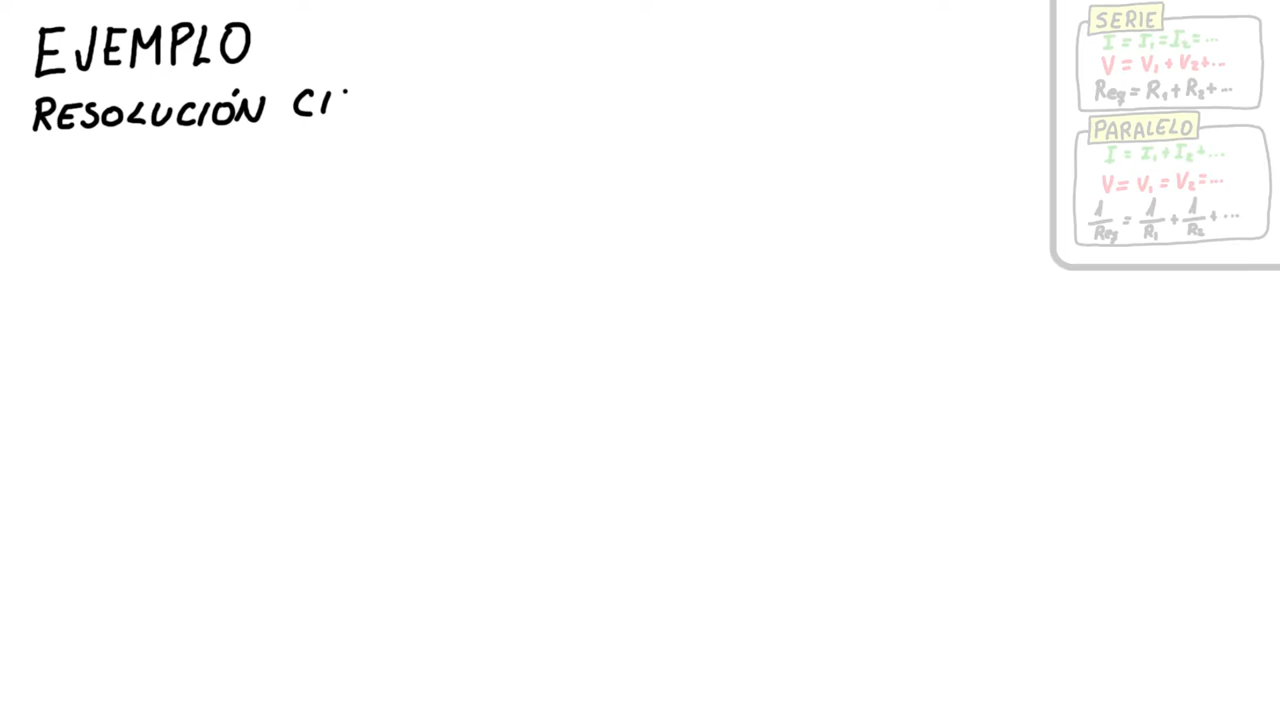 EJEMPLO
RESOLUCIÓN CI
SERIE
I = I₁ = I₂ = ...
V = V₁ + V₂ + ...
Req = R₁ + R₂ + ...
PARALELO
I = I₁ + I₂ + ...
V = V₁ = V₂ = ...
1/Req = 1/R₁ + 1/R₂ + ...